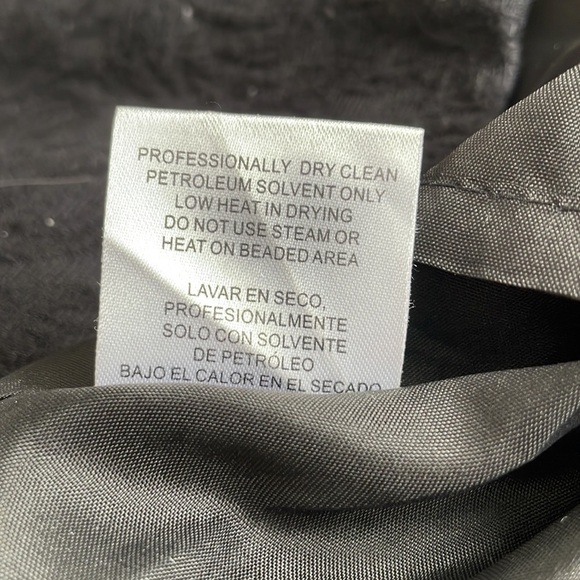 PROFESSIONALLY DRY CLEAN
PETROLEUM SOLVENT ONLY
LOW HEAT IN DRYING
DO NOT USE STEAM OR
HEAT ON BEADED AREA
LAVAR EN SECO,
PROFESIONALMENTE
SOLO CON SOLVENTE
DE PETRÓLEO
BAJO EL CALOR EN EL SECADO